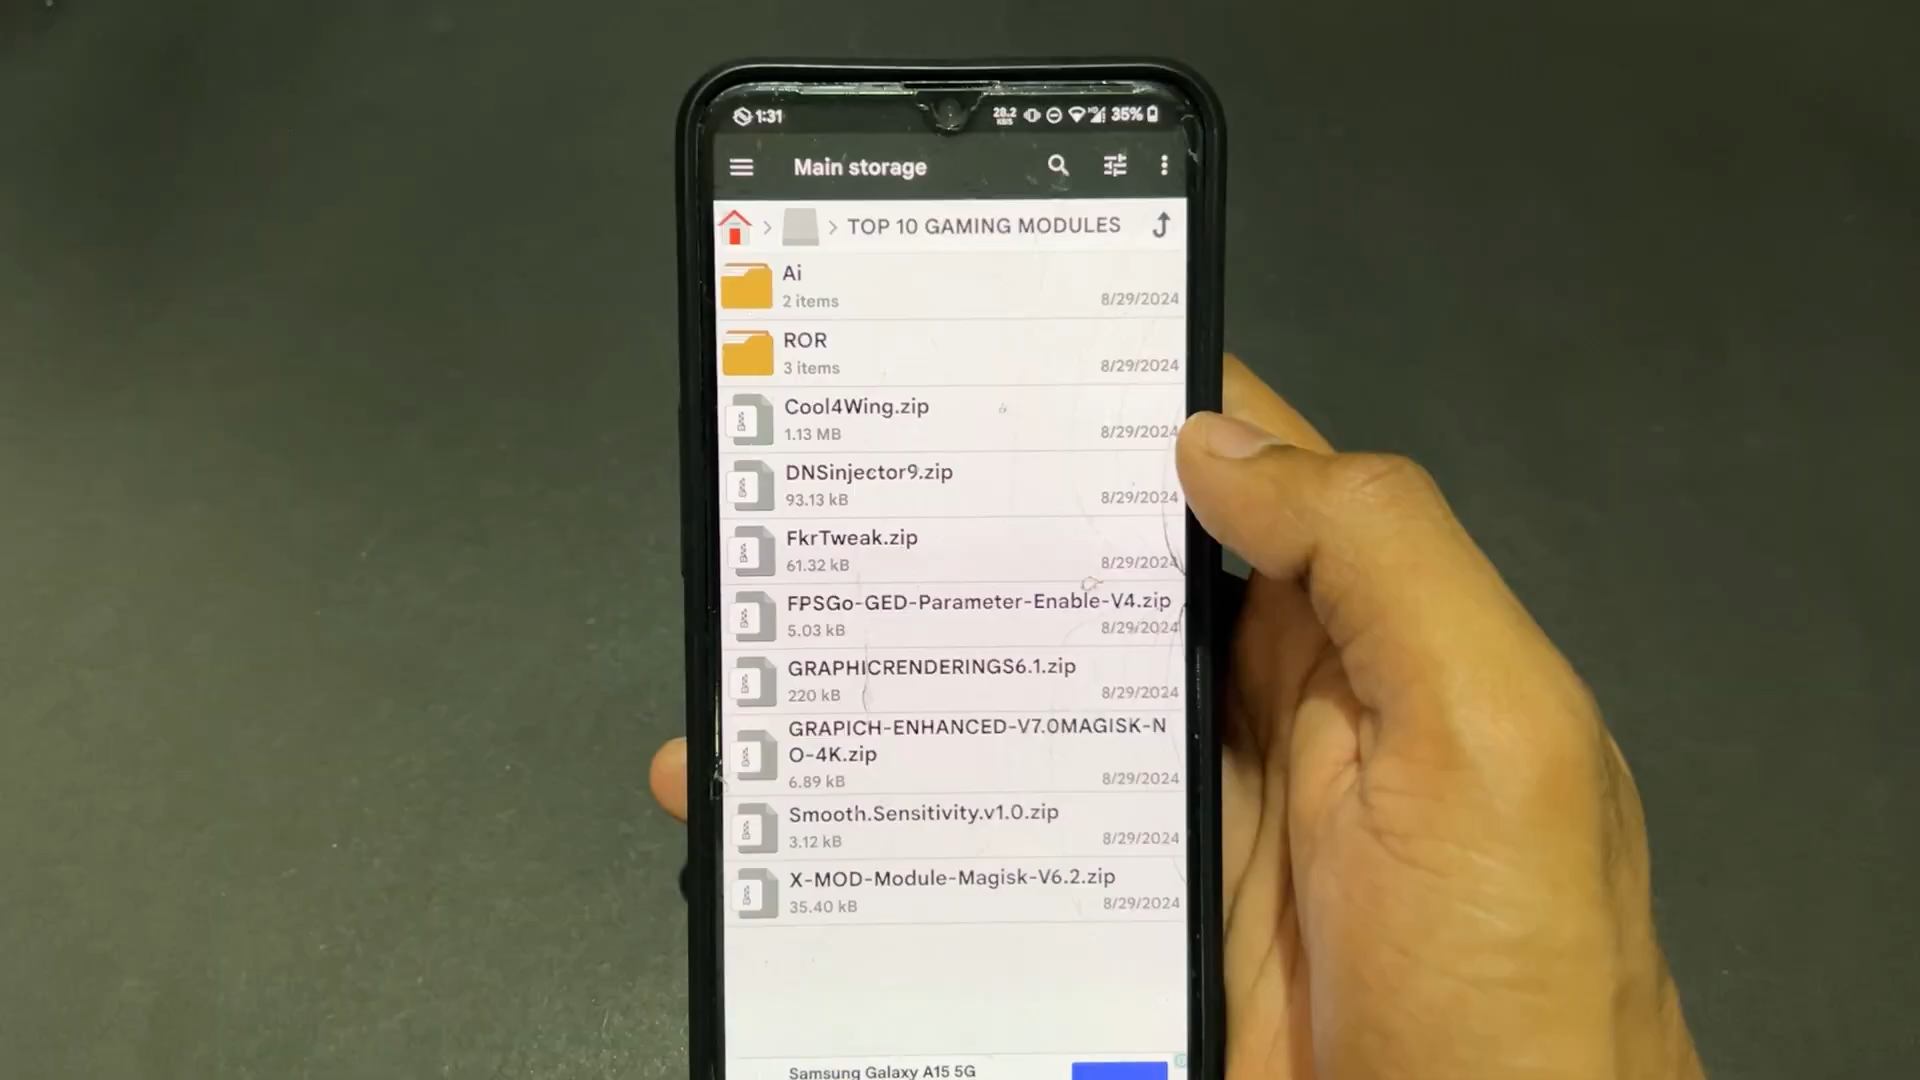 1:31
28.2 KB/S 35%
Main storage
TOP 10 GAMING MODULES
Ai
2 items 8/29/2024
ROR
3 items 8/29/2024
Cool4Wing.zip
1.13 MB 8/29/2024
DNSinjector9.zip
93.13 kB 8/29/2024
FkrTweak.zip
61.32 kB 8/29/2024
FPSGo-GED-Parameter-Enable-V4.zip
5.03 kB 8/29/2024
GRAPHICRENDERINGS6.1.zip
220 kB 8/29/2024
GRAPICH-ENHANCED-V7.0MAGISK-N
O-4K.zip
6.89 kB 8/29/2024
Smooth.Sensitivity.v1.0.zip
3.12 kB 8/29/2024
X-MOD-Module-Magisk-V6.2.zip
35.40 kB 8/29/2024
Samsung Galaxy A15 5G